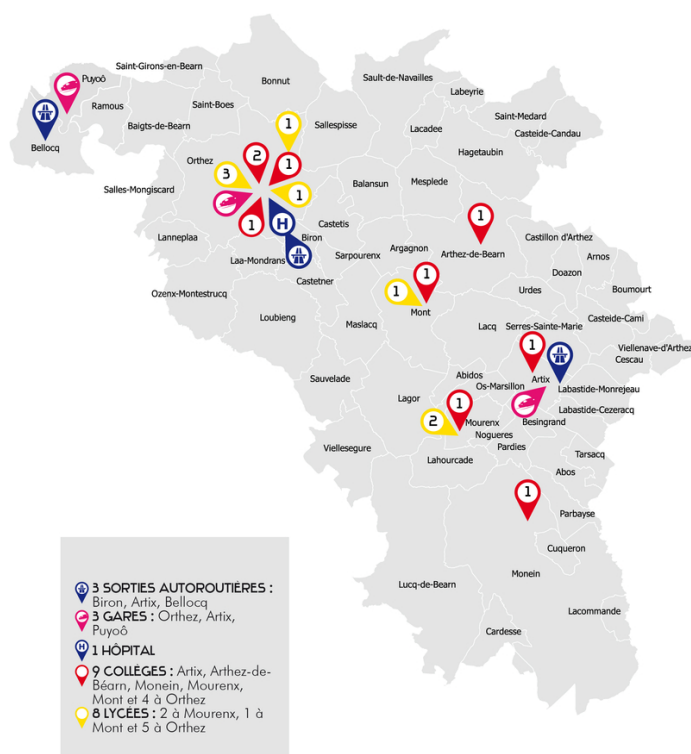 Saint-Girons-en-Bearn
Puyoô
Bonnut
Sault-de-Navailles
Labeyrie
Ramous
Saint-Boes
Saint-Medard
Baigts-de-Bearn
1
Sallespisse
Lacadee
Casteide-Candau
Bellocq
Hagetaubin
Orthez
2
1
3
Balansun
Mesplede
Salles-Mongiscard
1
1
H
1
Castetis
Lanneplaa
Biron
Argagnon
Arthez-de-Bearn
Castillon d'Arthez
Laa-Mondrans
Sarpourenx
Arnos
Doazon
Castetner
1
Ozenx-Montestrucq
1
Urdes
Boumourt
Mont
Loubieng
Maslacq
Lacq
Serres-Sainte-Marie
Casteide-Cami
1
Viellenave-d'Arthez
Cescau
Sauvelade
Abidos
Os-Marsillon
Artix
Labastide-Monrejeau
Lagor
1
Labastide-Cezeracq
2
Mourenx
Besingrand
Nogueres
Viellesegure
Pardies
Tarsacq
Lahourcade
Abos
1
Parbayse
Cuqueron
Monein
Lucq-de-Bearn
Lacommande
Cardesse
3 SORTIES AUTOROUTIÈRES :
Biron, Artix, Bellocq
3 GARES : Orthez, Artix,
Puyoô
H 1 HÔPITAL
9 COLLÈGES : Artix, Arthez-de-
Béarn, Monein, Mourenx,
Mont et 4 à Orthez
8 LYCÉES : 2 à Mourenx, 1 à
Mont et 5 à Orthez